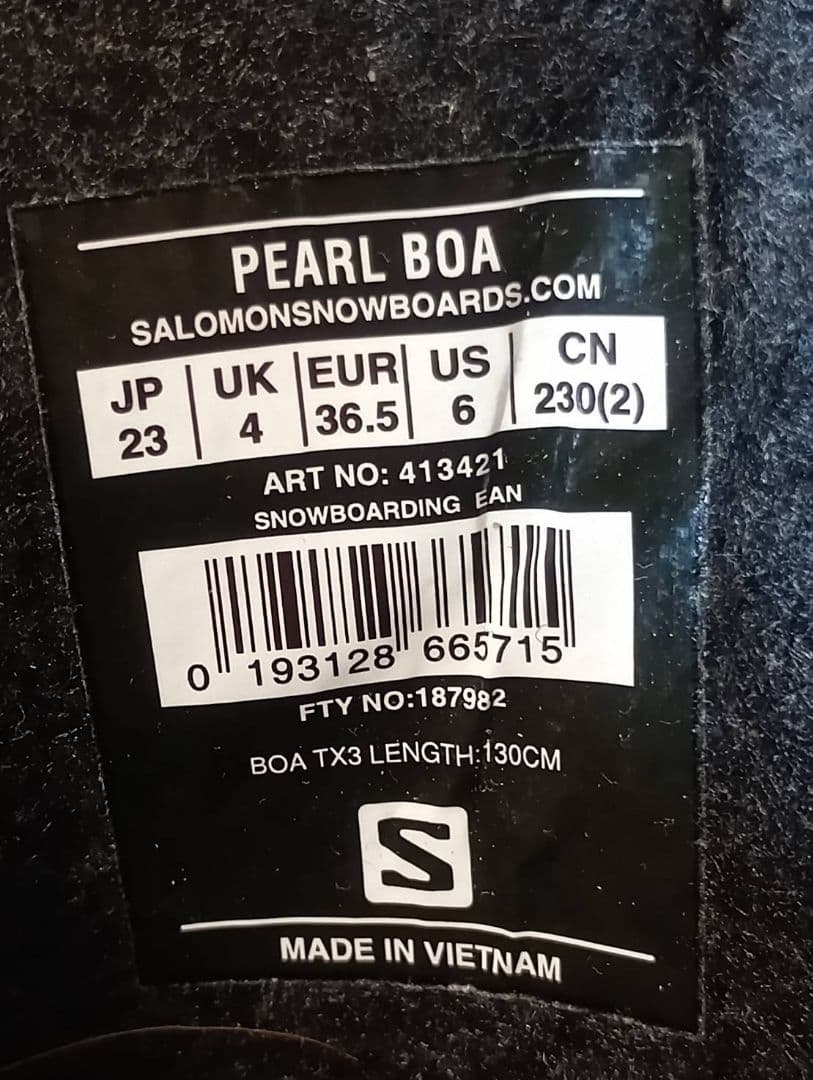 PEARL BOA
SALOMONSNOWBOARDS.COM
JP | UK | EUR | US | CN
23 | 4 | 36.5 | 6 | 230(2)
ART NO: 413421
SNOWBOARDING EAN
0 193128 665715
FTY NO:187982
BOA TX3 LENGTH:130CM
S
MADE IN VIETNAM